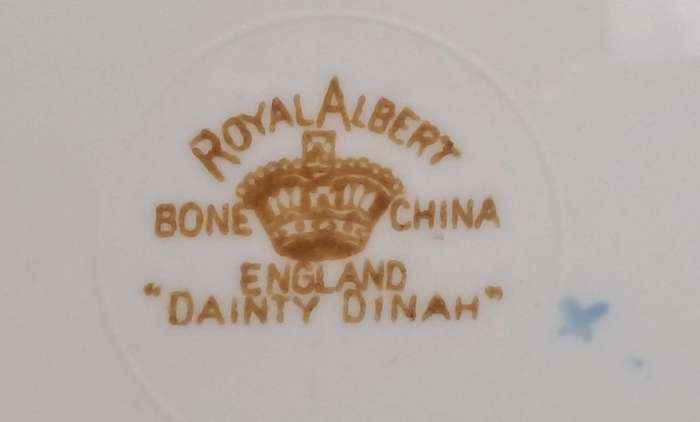 ROYAL ALBERT
BONE CHINA
ENGLAND
"DAINTY DINAH"